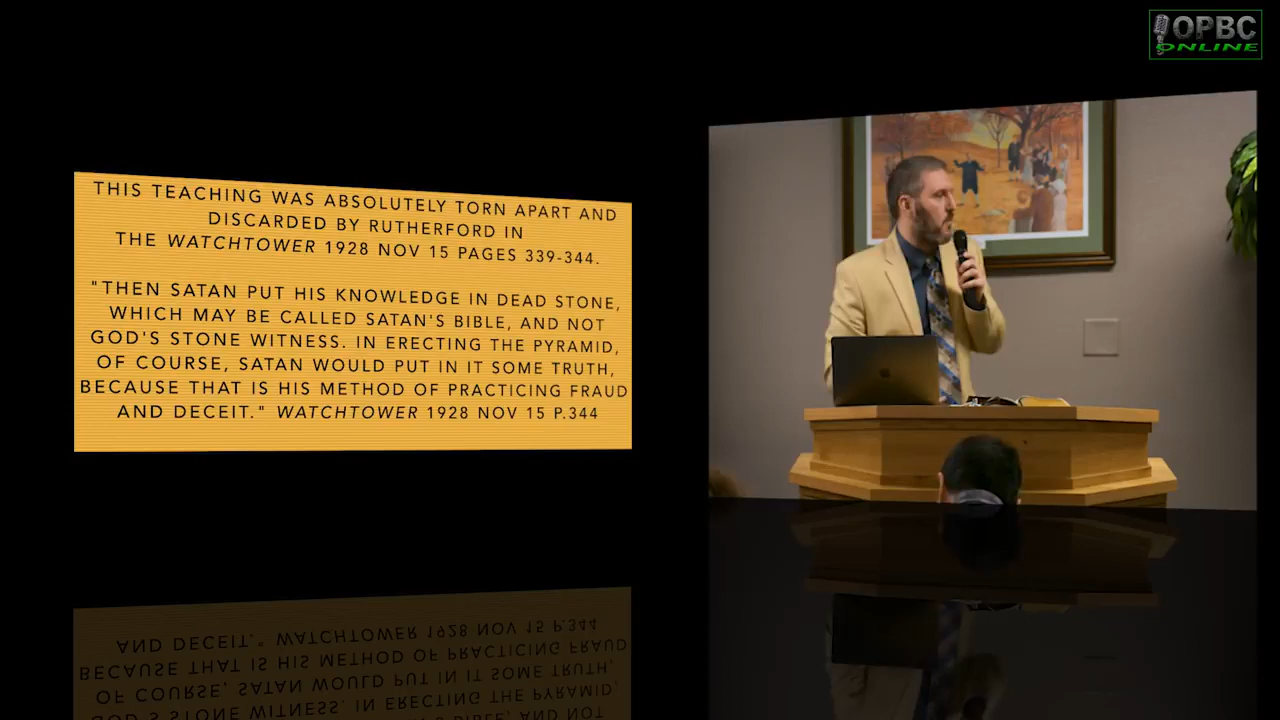 THIS TEACHING WAS ABSOLUTELY TORN APART AND
DISCARDED BY RUTHERFORD IN
THE WATCHTOWER 1928 NOV 15 PAGES 339-344.
"THEN SATAN PUT HIS KNOWLEDGE IN DEAD STONE,
WHICH MAY BE CALLED SATAN'S BIBLE, AND NOT
GOD'S STONE WITNESS. IN ERECTING THE PYRAMID,
OF COURSE, SATAN WOULD PUT IN IT SOME TRUTH,
BECAUSE THAT IS HIS METHOD OF PRACTICING FRAUD
AND DECEIT." WATCHTOWER 1928 NOV 15 P.344
OPBC
ONLINE